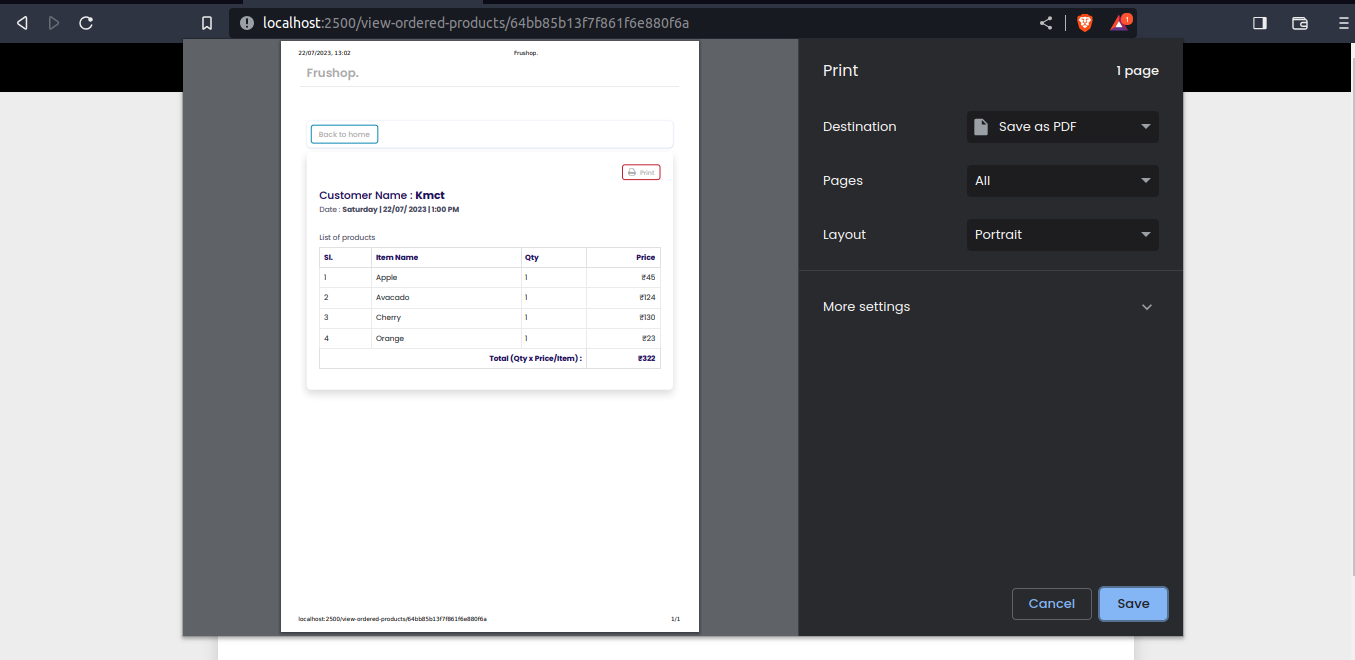 localhost:2500/view-ordered-products/64bb85b13f7f861f6e880f6a
1
22/07/2023, 13:02 Frushop.
Frushop.
Back to home
Print
Customer Name : Kmct
Date : Saturday | 22/07/ 2023 | 1:00 PM
List of products
Sl. Item Name Qty Price
1 Apple 1 ₹45
2 Avacado 1 ₹124
3 Cherry 1 ₹130
4 Orange 1 ₹23
Total (Qty x Price/Item) : ₹322
localhost:2500/view-ordered-products/64bb85b13f7f861f6e880f6a 1/1
Print 1 page
Destination Save as PDF
Pages All
Layout Portrait
More settings
Cancel Save